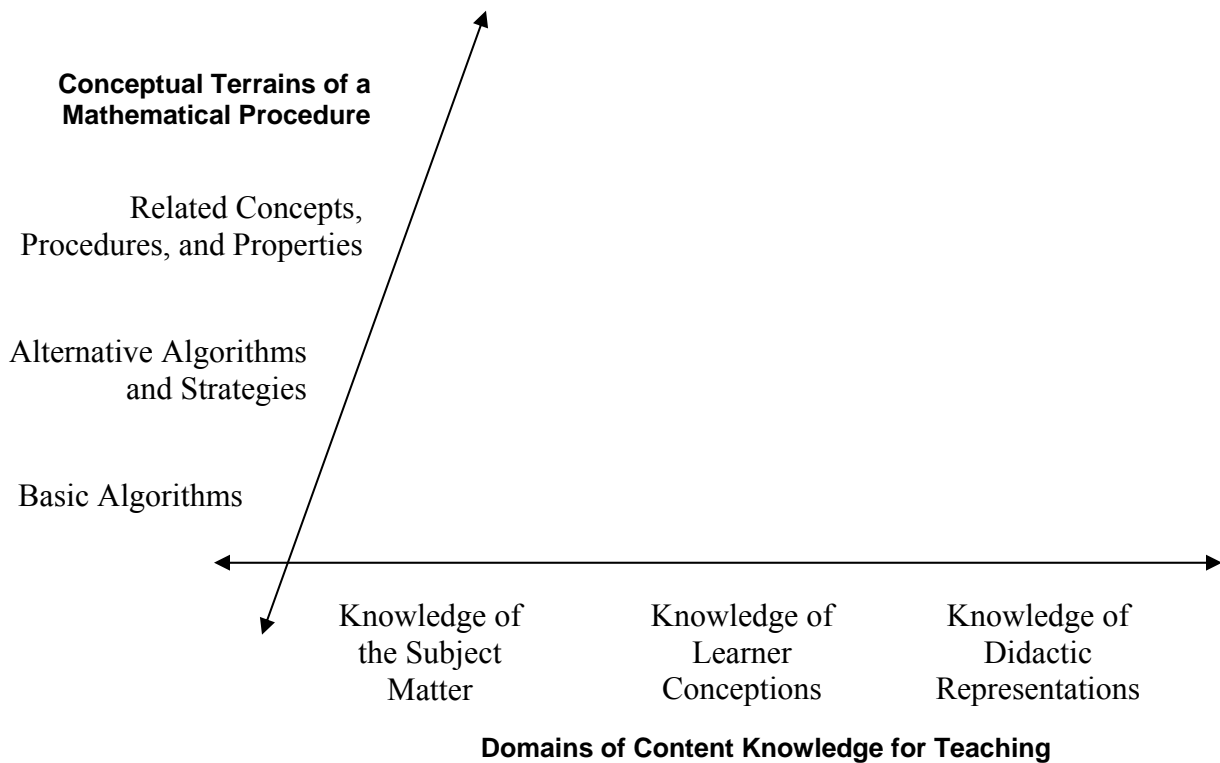 Conceptual Terrains of a
Mathematical Procedure
Related Concepts,
Procedures, and Properties
Alternative Algorithms
and Strategies
Basic Algorithms
Knowledge of
the Subject
Matter
Knowledge of
Learner
Conceptions
Knowledge of
Didactic
Representations
Domains of Content Knowledge for Teaching